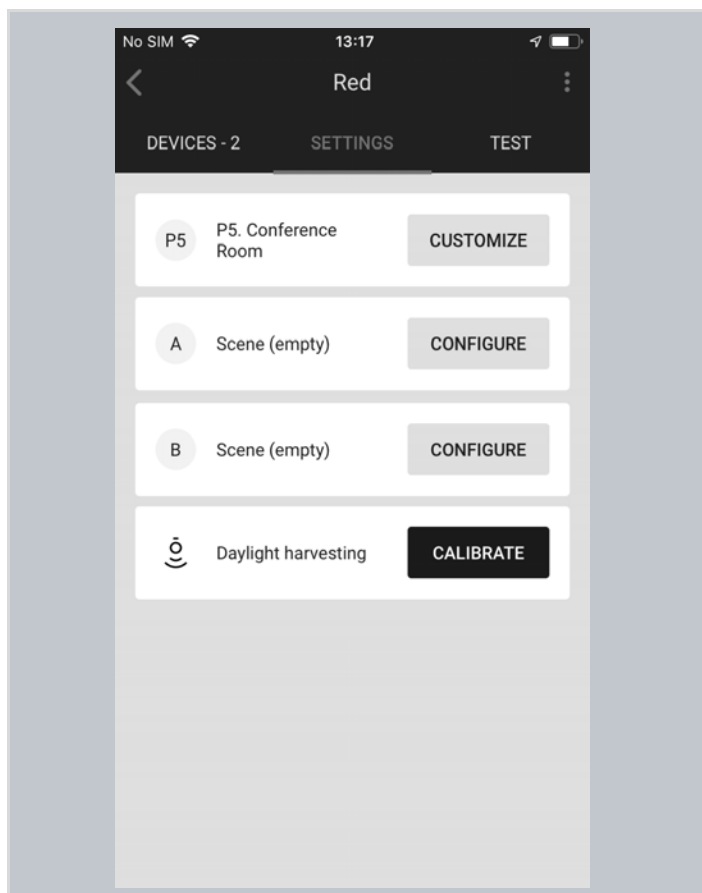 No SIM 13:17
Red
DEVICES - 2 SETTINGS TEST
P5 P5. Conference
Room
CUSTOMIZE
A Scene (empty) CONFIGURE
B Scene (empty) CONFIGURE
Daylight harvesting CALIBRATE